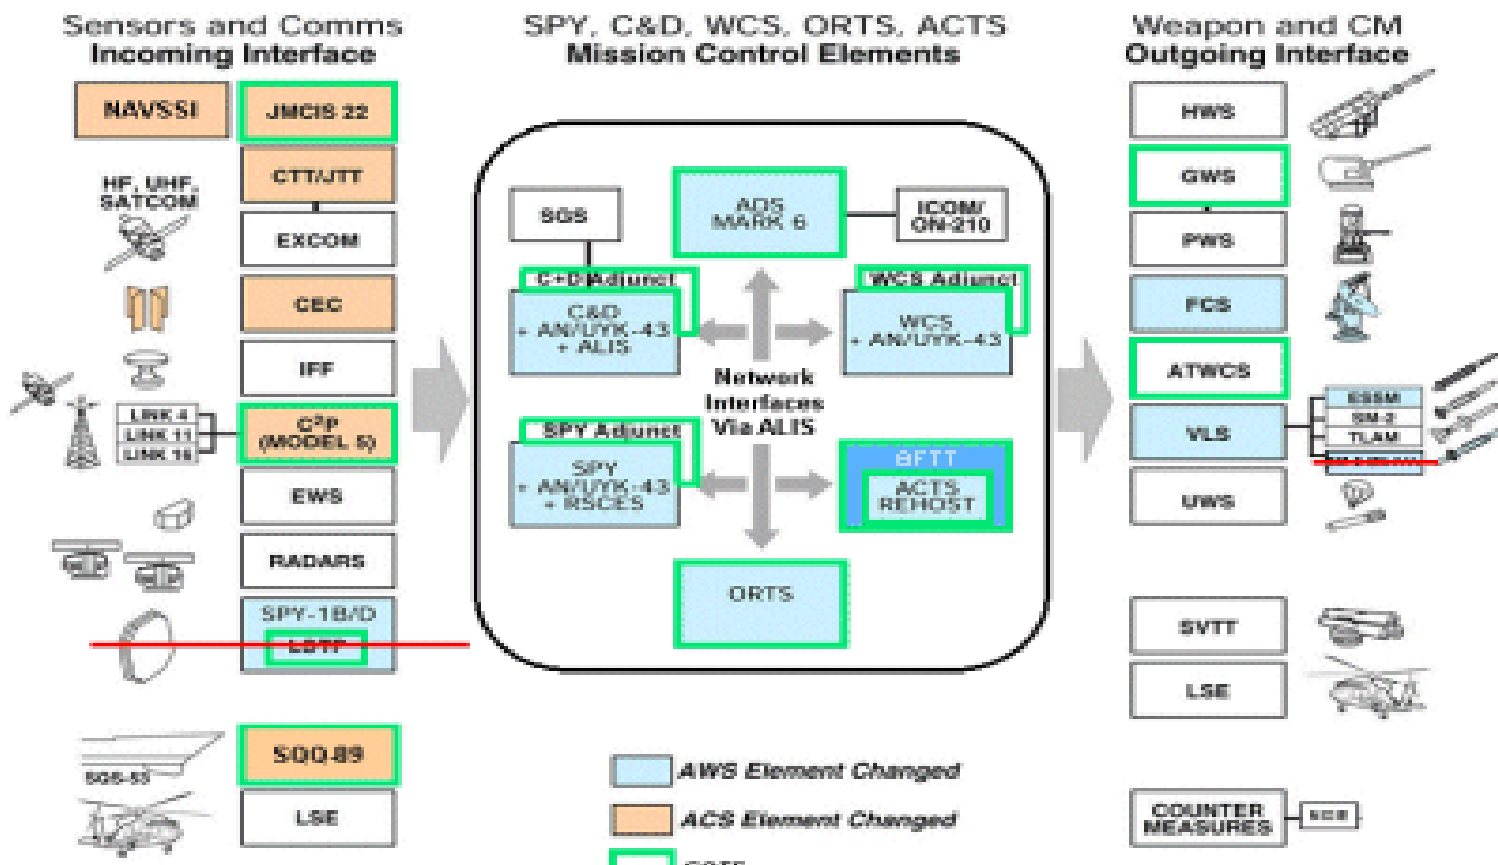 Sensors and Comms
Incoming Interface
NAVSSI
JMCIS 22
CTT/JTT
HF, UHF,
SATCOM
EXCOM
CEC
IFF
LINK 4
LINK 11
LINK 16
C²P
(MODEL 5)
EWS
RADARS
SPY-1B/D
SQQ-89
SQS-53
LSE
SPY, C&D, WCS, ORTS, ACTS
Mission Control Elements
SGS
ADS
MARK 6
ICOM/
ON-210
C+D Adjunct
C&D
+ AN/UYK-43
+ ALIS
WCS Adjunct
WCS
+ AN/UYK-43
Network
Interfaces
Via ALIS
SPY Adjunct
SPY
+ AN/UYK-43
+ RSCES
BFTT
ACTS
REHOST
ORTS
AWS Element Changed
ACS Element Changed
Weapon and CM
Outgoing Interface
HWS
GWS
PWS
FCS
ATWCS
VLS
ESSM
SM-2
TLAM
UWS
SVTT
LSE
COUNTER
MEASURES